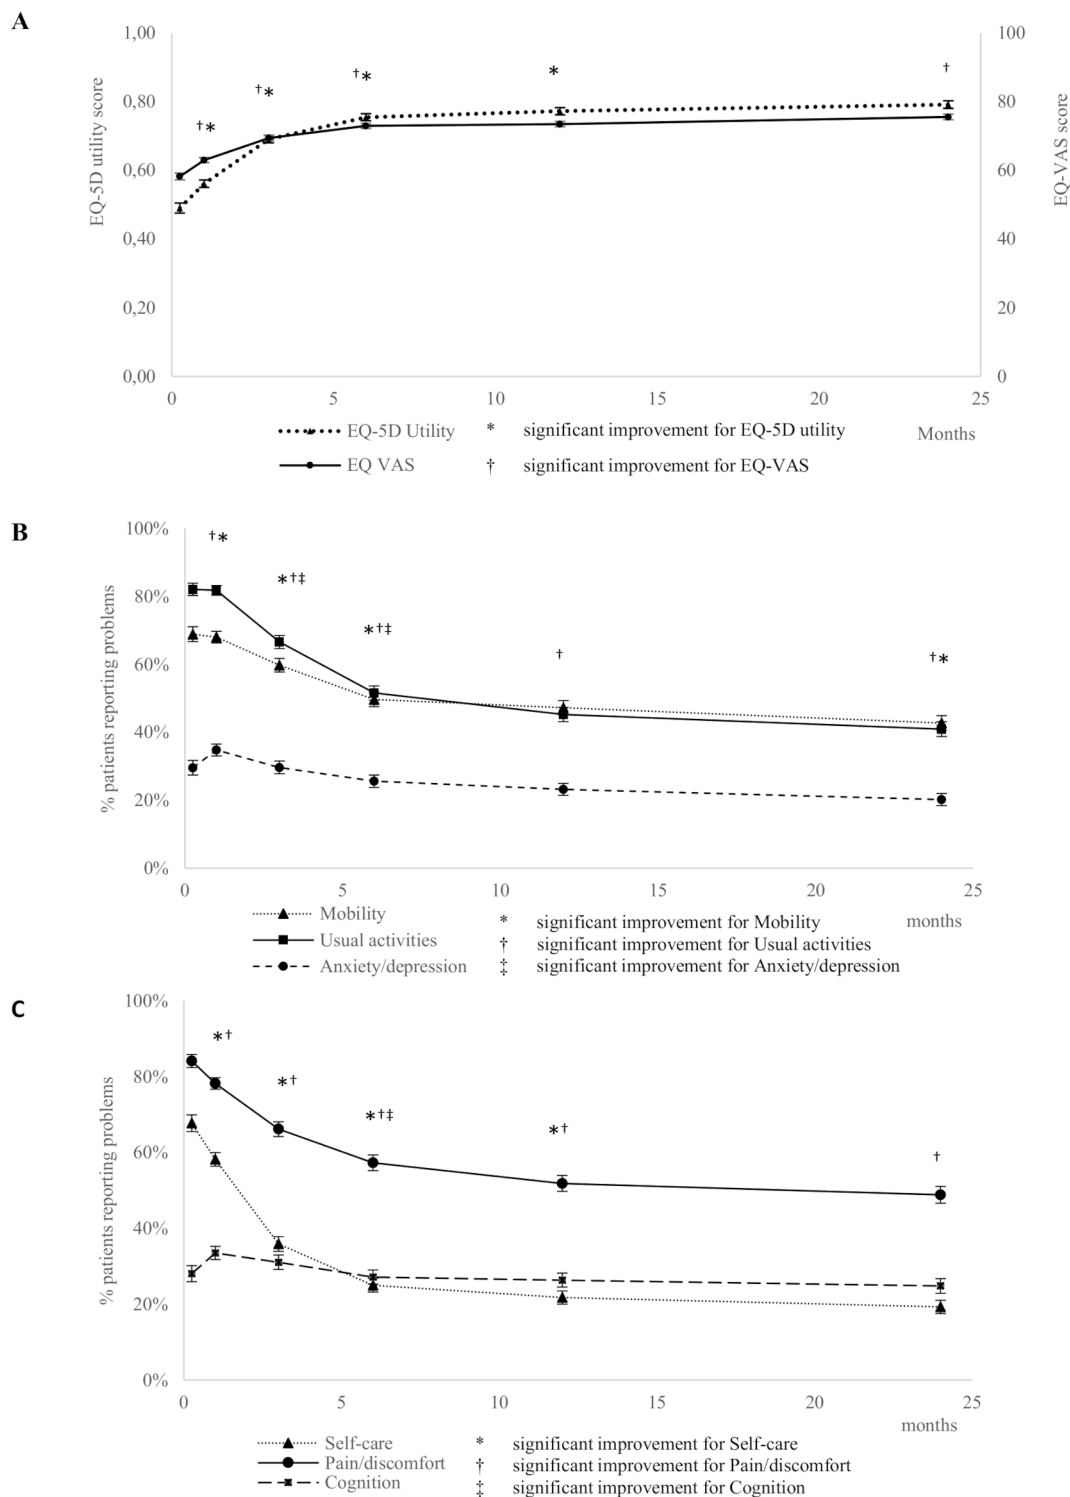 A
1,00
100
†*
†*
†*
*
†
0,80
80
0,60
60
0,40
40
0,20
20
0,00
0
EQ-5D utility score
EQ-VAS score
0 5 10 15 20 25
EQ-5D Utility * significant improvement for EQ-5D utility
Months
EQ VAS † significant improvement for EQ-VAS
B
100%
80%
60%
40%
20%
0%
% patients reporting problems
†*
*†‡
*†‡
†
†*
0 5 10 15 20 25
months
Mobility * significant improvement for Mobility
Usual activities † significant improvement for Usual activities
Anxiety/depression ‡ significant improvement for Anxiety/depression
C
100%
80%
60%
40%
20%
0%
% patients reporting problems
*†
*†
*†‡
*†
†
0 5 10 15 20 25
months
Self-care * significant improvement for Self-care
Pain/discomfort † significant improvement for Pain/discomfort
Cognition ‡ significant improvement for Cognition